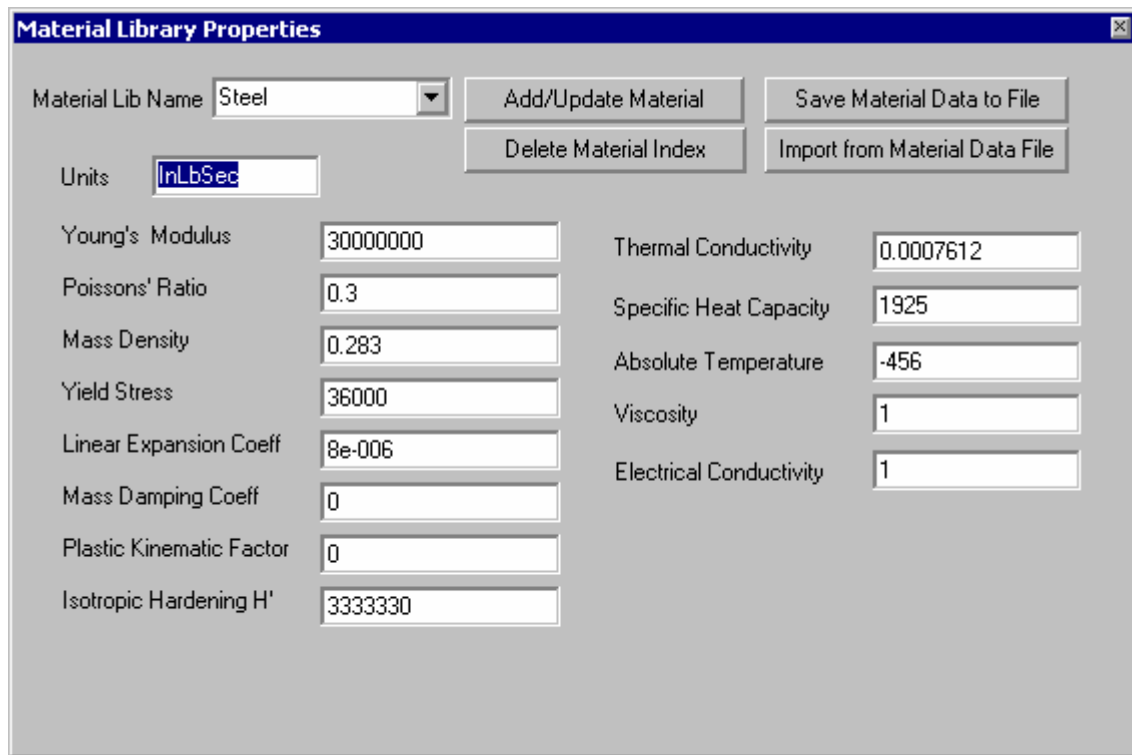 Material Library Properties
Material Lib Name Steel Add/Update Material Save Material Data to File
Delete Material Index Import from Material Data File
Units InLbSec
Young's Modulus 30000000
Thermal Conductivity 0.0007612
Poissons' Ratio 0.3
Specific Heat Capacity 1925
Mass Density 0.283
Absolute Temperature -456
Yield Stress 36000
Viscosity 1
Linear Expansion Coeff 8e-006
Electrical Conductivity 1
Mass Damping Coeff 0
Plastic Kinematic Factor 0
Isotropic Hardening H' 3333330